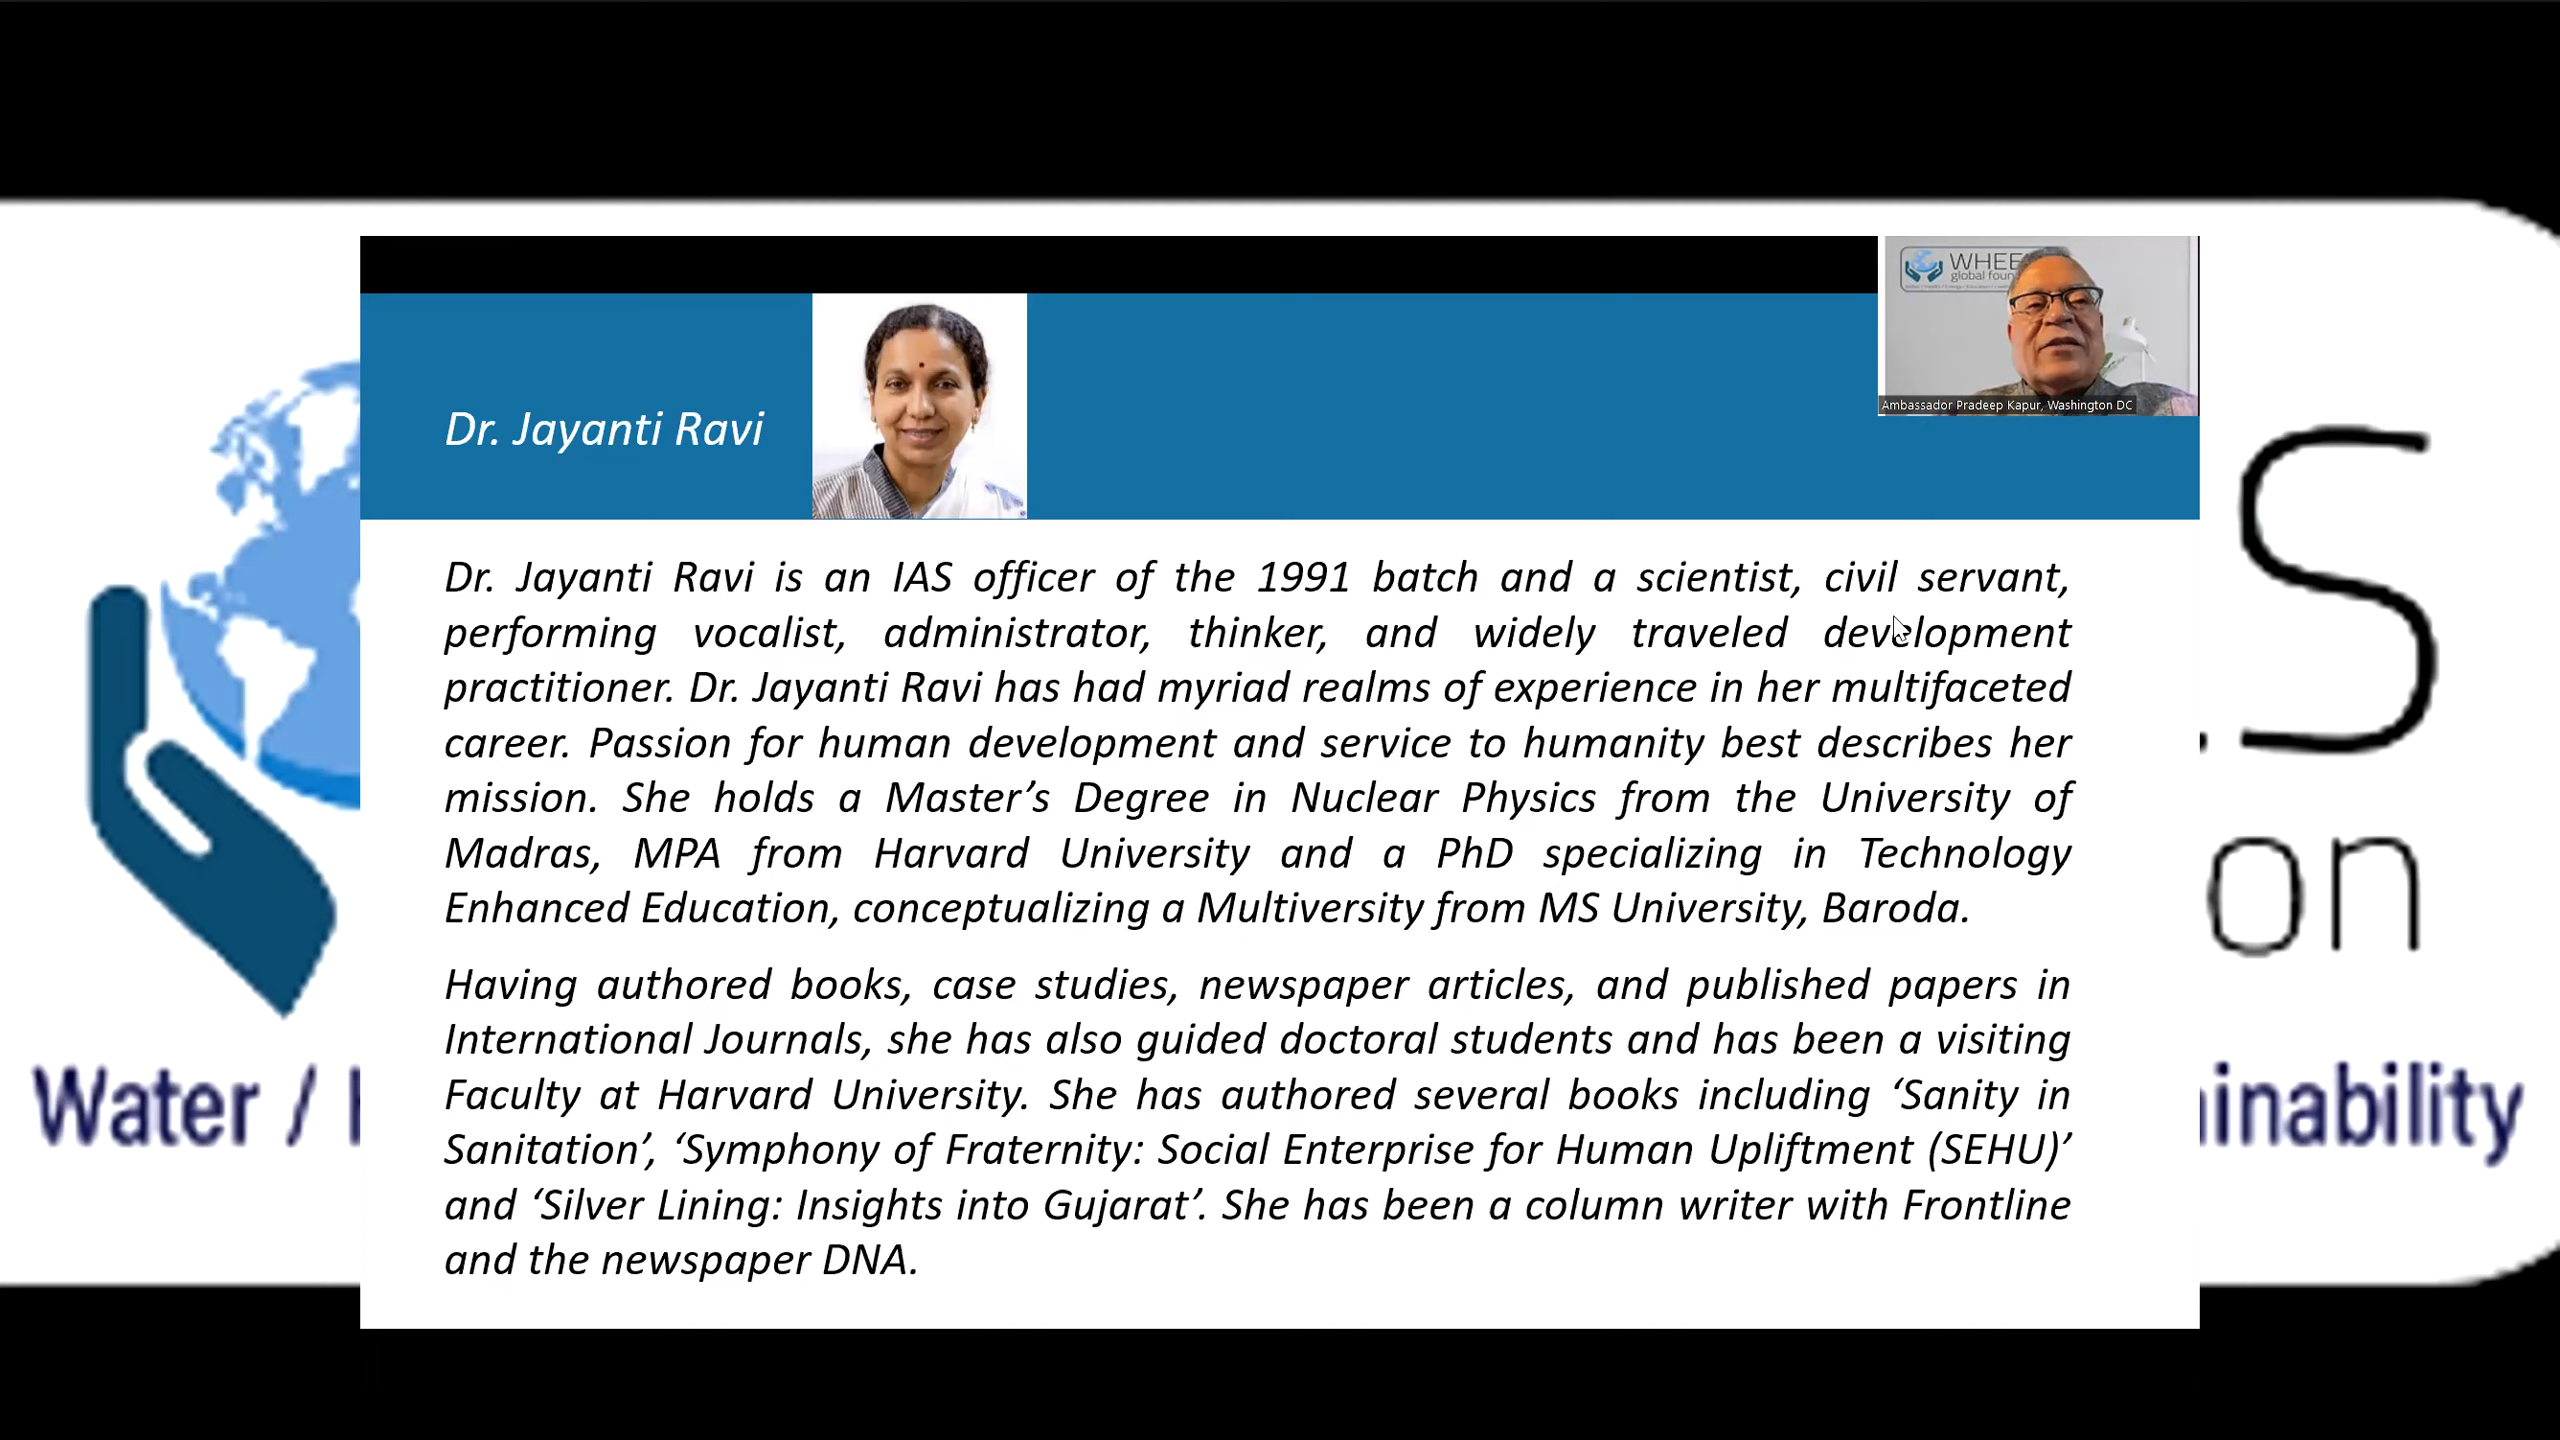 WHEE
global foun
Ambassador Pradeep Kapur, Washington DC
Dr. Jayanti Ravi
Dr. Jayanti Ravi is an IAS officer of the 1991 batch and a scientist, civil servant,
performing vocalist, administrator, thinker, and widely traveled development
practitioner. Dr. Jayanti Ravi has had myriad realms of experience in her multifaceted
career. Passion for human development and service to humanity best describes her
mission. She holds a Master’s Degree in Nuclear Physics from the University of
Madras, MPA from Harvard University and a PhD specializing in Technology
Enhanced Education, conceptualizing a Multiversity from MS University, Baroda.
Having authored books, case studies, newspaper articles, and published papers in
International Journals, she has also guided doctoral students and has been a visiting
Faculty at Harvard University. She has authored several books including ‘Sanity in
Sanitation’, ‘Symphony of Fraternity: Social Enterprise for Human Upliftment (SEHU)’
and ‘Silver Lining: Insights into Gujarat’. She has been a column writer with Frontline
and the newspaper DNA.
S
on
Water /
inability